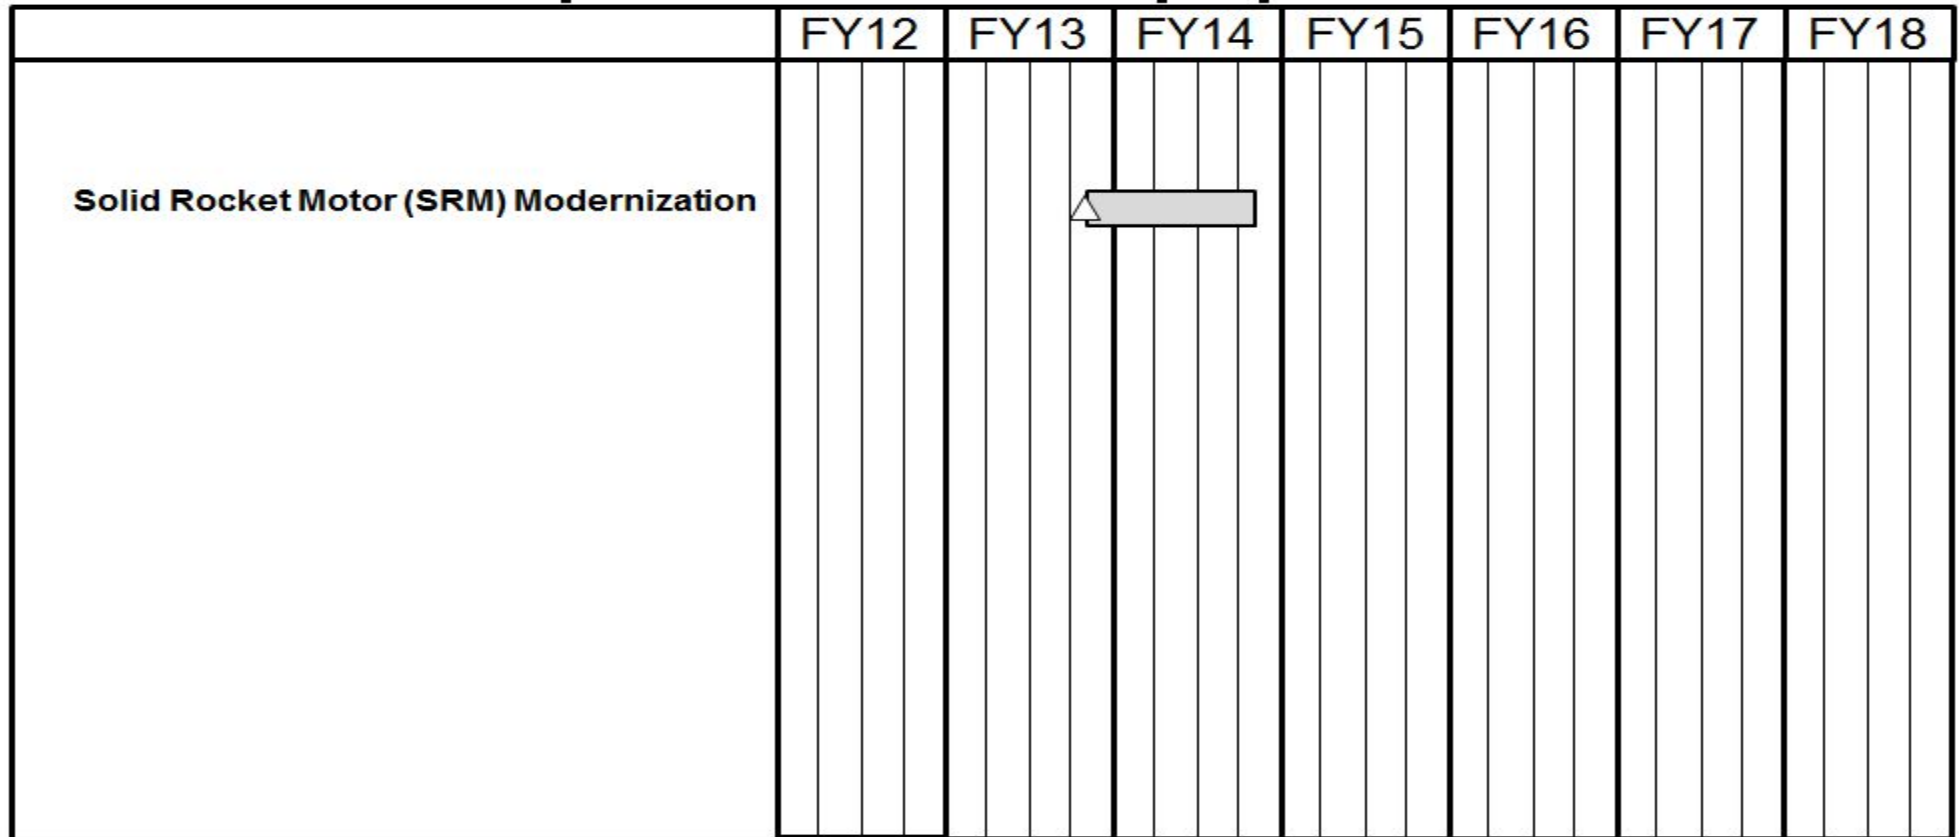 FY12 FY13 FY14 FY15 FY16 FY17 FY18
Solid Rocket Motor (SRM) Modernization